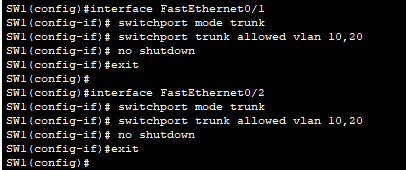 SW1(config)#interface FastEthernet0/1
SW1(config-if)# switchport mode trunk
SW1(config-if)# switchport trunk allowed vlan 10,20
SW1(config-if)# no shutdown
SW1(config-if)#exit
SW1(config)#
SW1(config)#interface FastEthernet0/2
SW1(config-if)# switchport mode trunk
SW1(config-if)# switchport trunk allowed vlan 10,20
SW1(config-if)# no shutdown
SW1(config-if)#exit
SW1(config)#